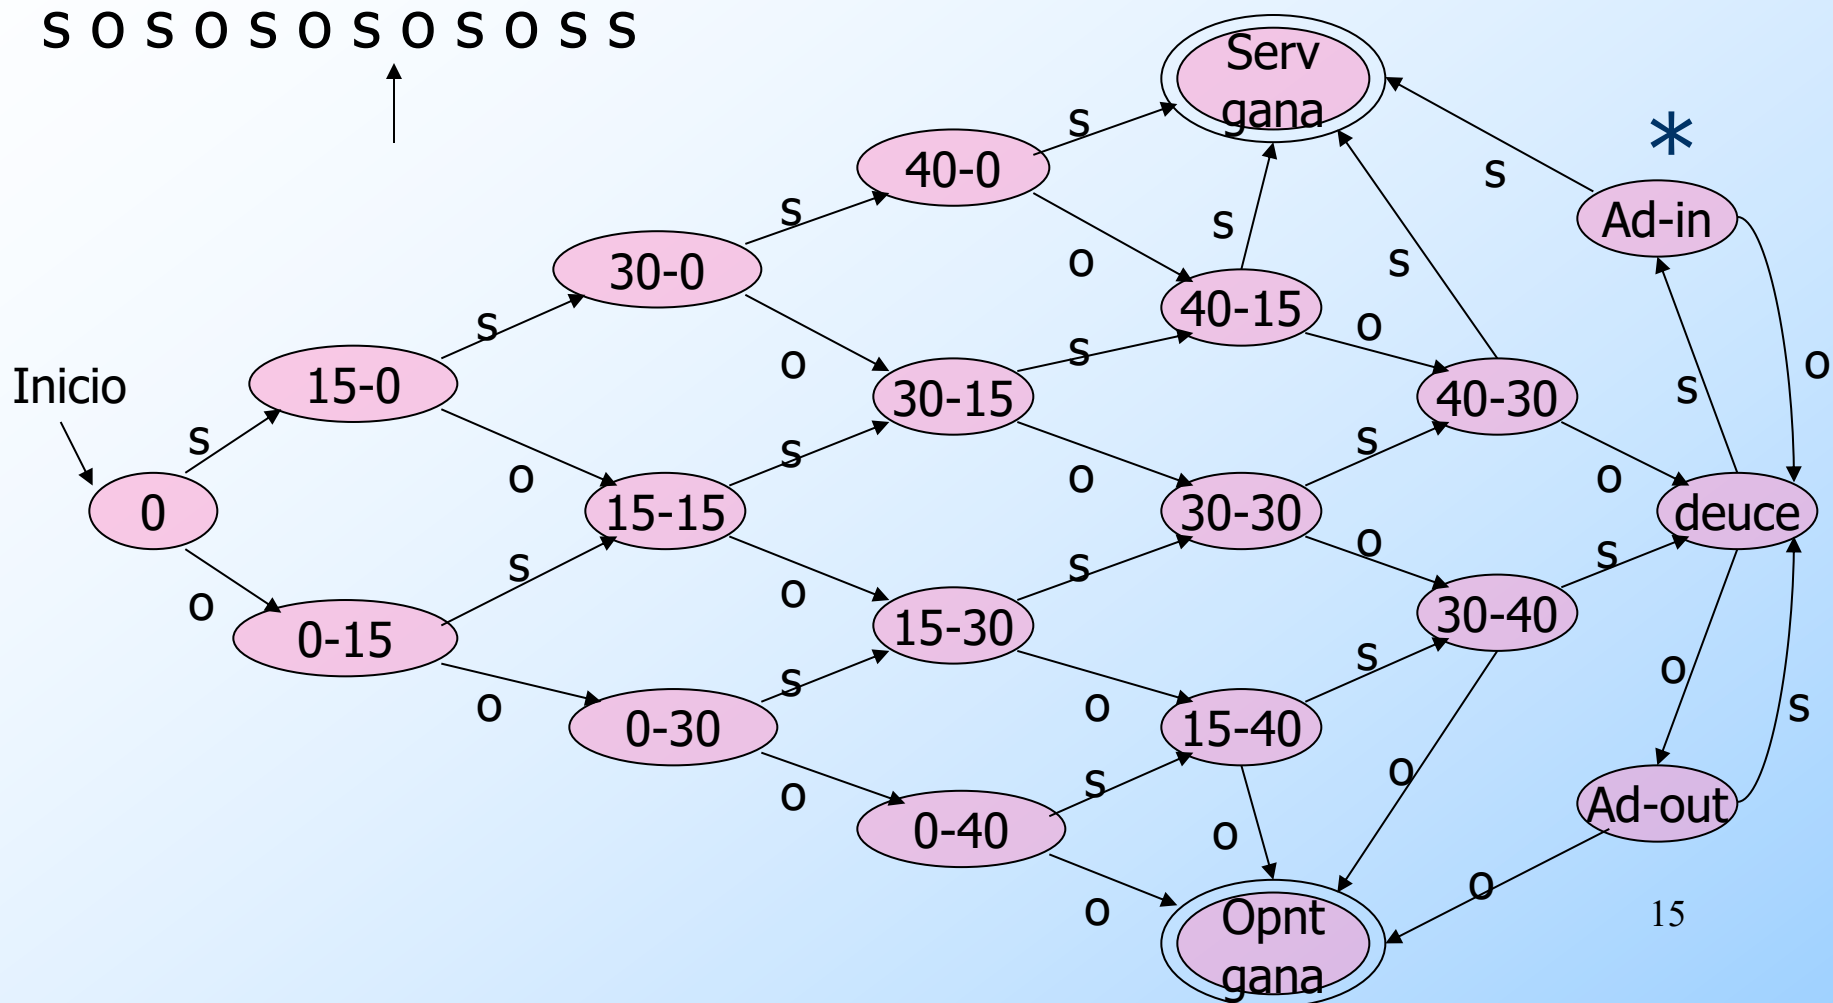 s o s o s o s o s o s s
Serv
gana
*
s
40-0
s
Ad-in
s
s
30-0
o
s
40-15
s
o
s
15-0
o
s
30-15
40-30
o
Inicio
s
s
s
s
0
o
15-15
o
30-30
o
deuce
o
s
o
s
o
s
0-15
15-30
30-40
s
s
o
o
0-30
o
15-40
s
o
s
o
Ad-out
0-40
o
o
o
Opnt
gana
15